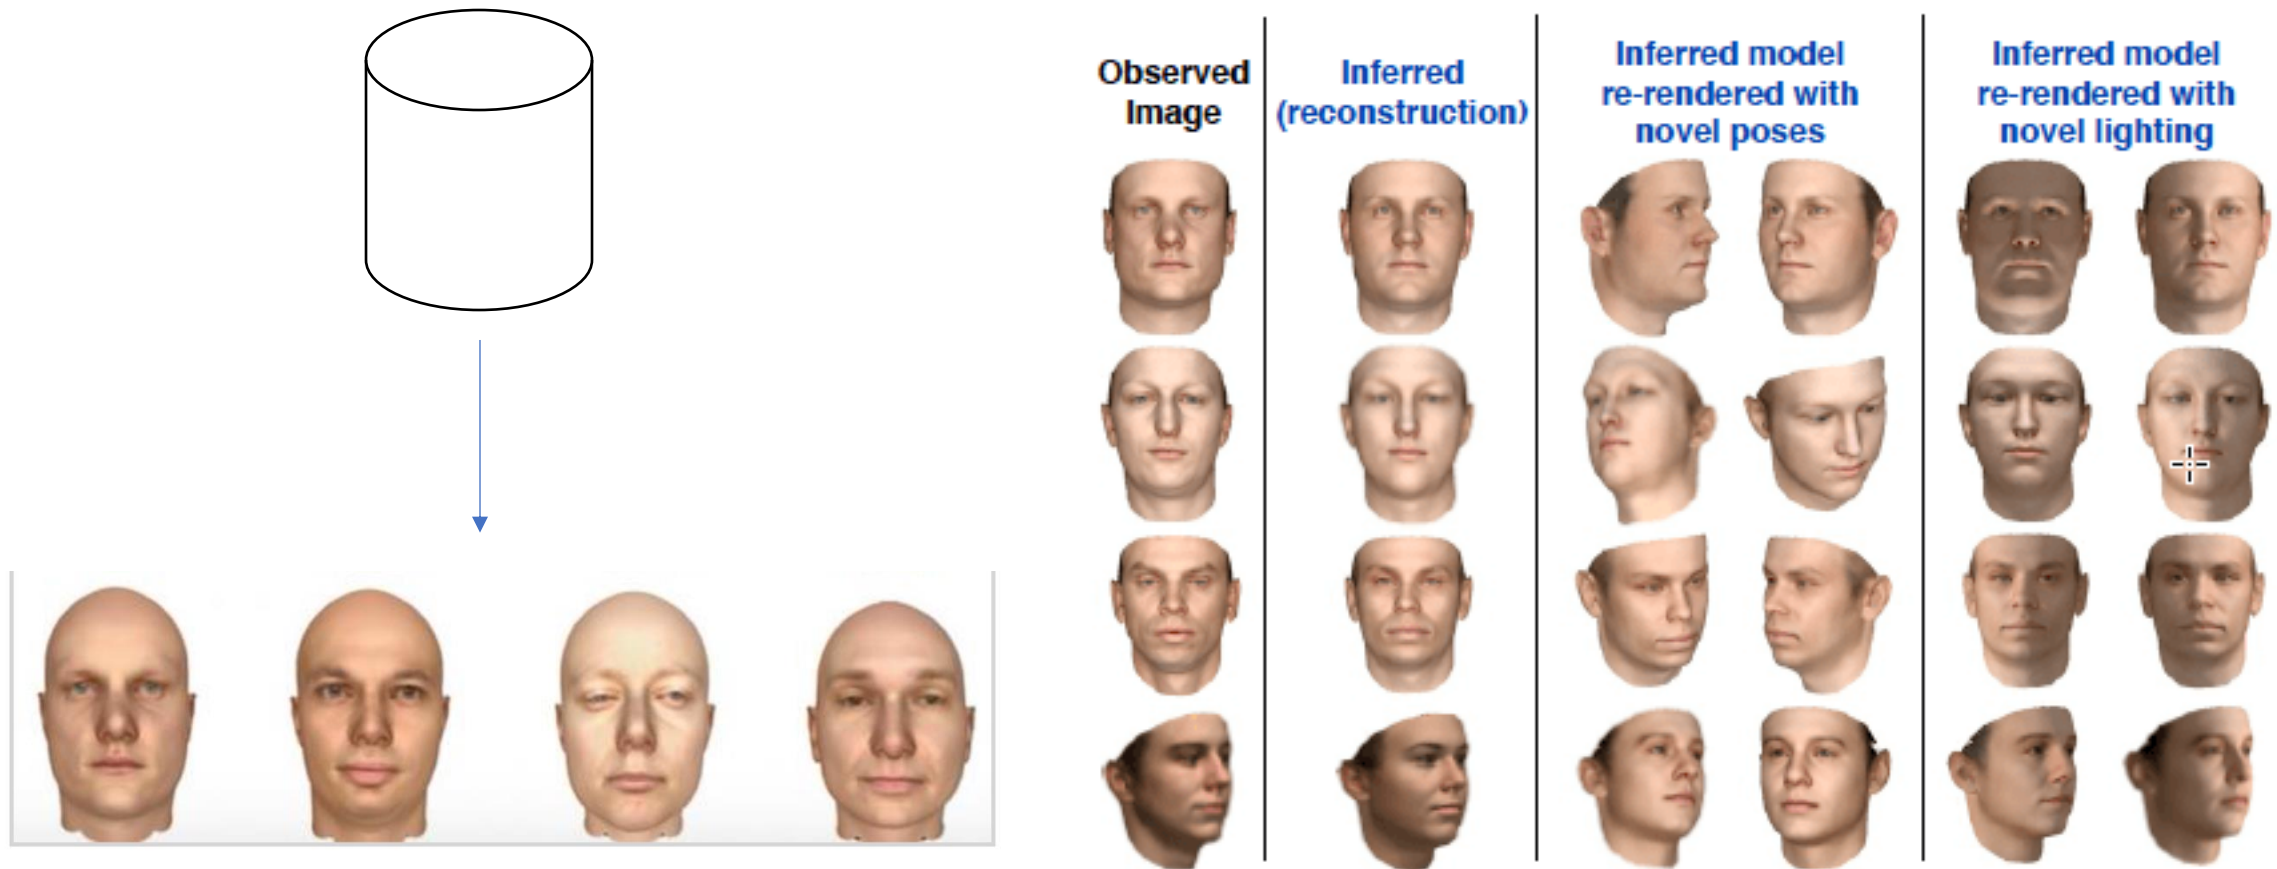 Observed
Image
Inferred
(reconstruction)
Inferred model
re-rendered with
novel poses
Inferred model
re-rendered with
novel lighting